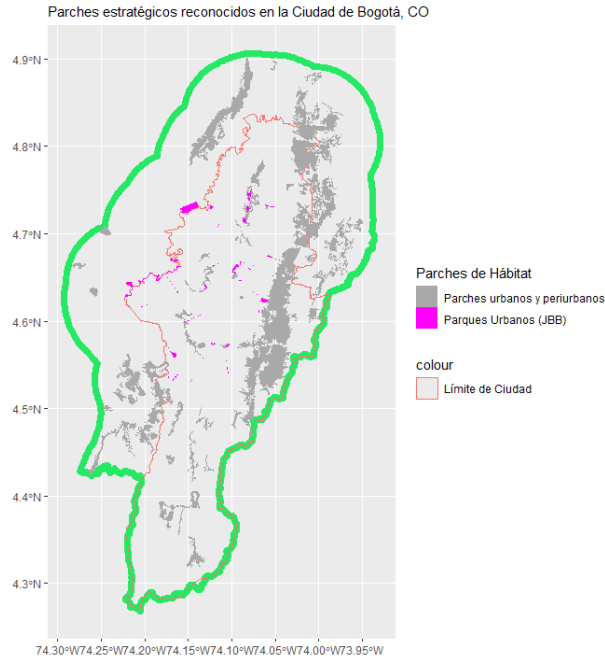 Parches estratégicos reconocidos en la Ciudad de Bogotá, CO
4.9°N
4.8°N
4.7°N
4.6°N
4.5°N
4.4°N
4.3°N
74.30°W74.25°W74.20°W74.15°W74.10°W74.05°W74.00°W73.95°W
Parches de Hábitat
Parches urbanos y periurbanos
Parques Urbanos (JBB)
colour
Límite de Ciudad